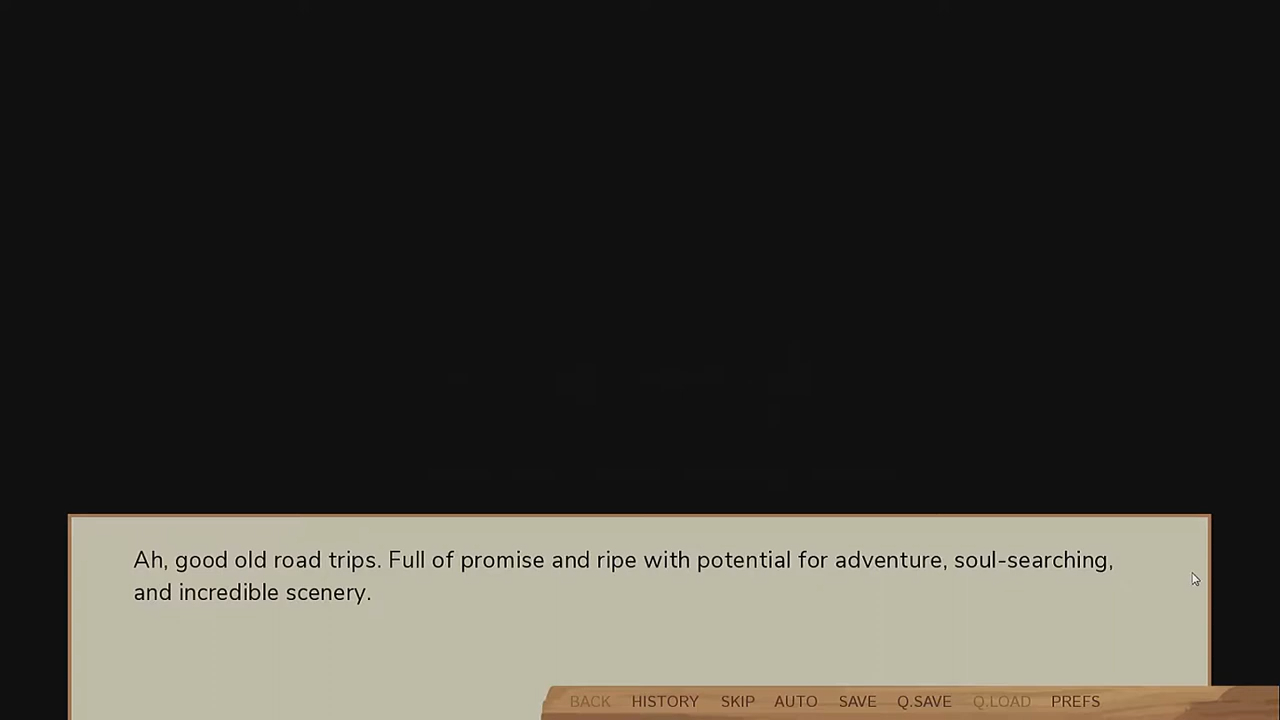 Ah, good old road trips. Full of promise and ripe with potential for adventure, soul-searching,
and incredible scenery.
BACK HISTORY SKIP AUTO SAVE Q.SAVE Q.LOAD PREFS